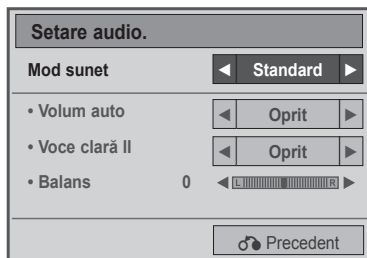 Setare audio.
Mod sunet ◄ Standard ►
• Volum auto ◄ Oprit ►
• Voce clară II ◄ Oprit ►
• Balans 0 ◄ L R ►
Precedent